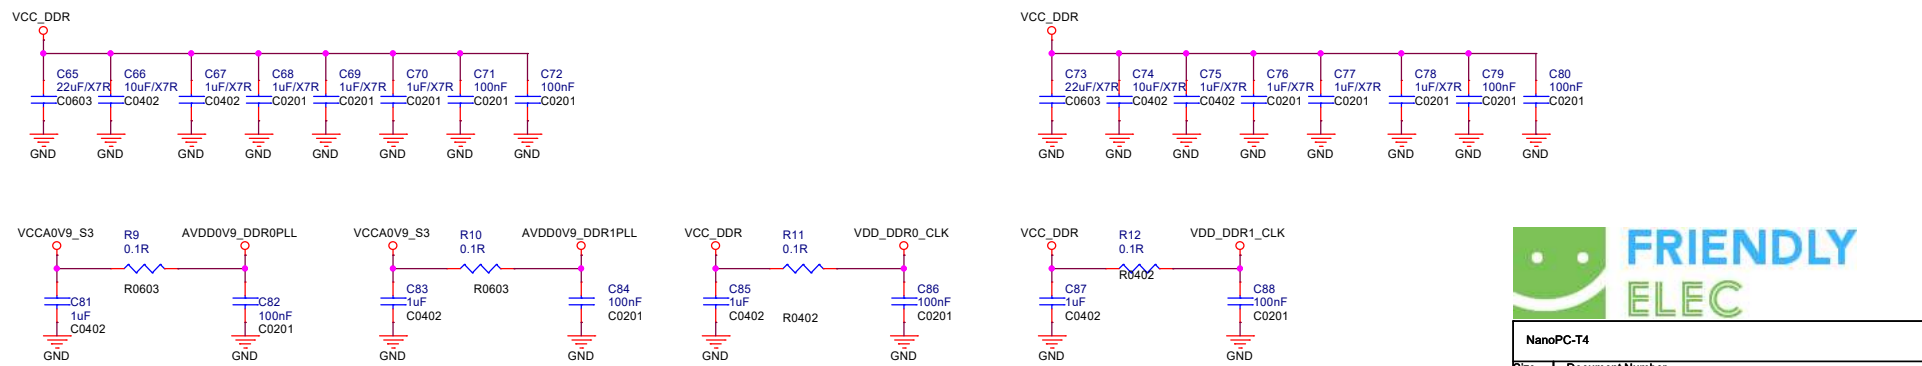 VCC_DDR
C65
22uF/X7R
C0603
GND
C66
10uF/X7R
C0402
GND
C67
1uF/X7R
C0402
GND
C68
1uF/X7R
C0201
GND
C69
1uF/X7R
C0201
GND
C70
1uF/X7R
C0201
GND
C71
100nF
C0201
GND
C72
100nF
C0201
GND
VCC_DDR
C73
22uF/X7R
C0603
GND
C74
10uF/X7R
C0402
GND
C75
1uF/X7R
C0402
GND
C76
1uF/X7R
C0201
GND
C77
1uF/X7R
C0201
GND
C78
1uF/X7R
C0201
GND
C79
100nF
C0201
GND
C80
100nF
C0201
GND
VCCA0V9_S3
R9
0.1R
R0603
AVDD0V9_DDR0PLL
C81
1uF
C0402
GND
C82
100nF
C0201
GND
VCCA0V9_S3
R10
0.1R
R0603
AVDD0V9_DDR1PLL
C83
1uF
C0402
GND
C84
100nF
C0201
GND
VCC_DDR
R11
0.1R
R0402
VDD_DDR0_CLK
C85
1uF
C0402
GND
C86
100nF
C0201
GND
VCC_DDR
R12
0.1R
R0402
VDD_DDR1_CLK
C87
1uF
C0402
GND
C88
100nF
C0201
GND
FRIENDLY
ELEC
NanoPC-T4
Size Document Number